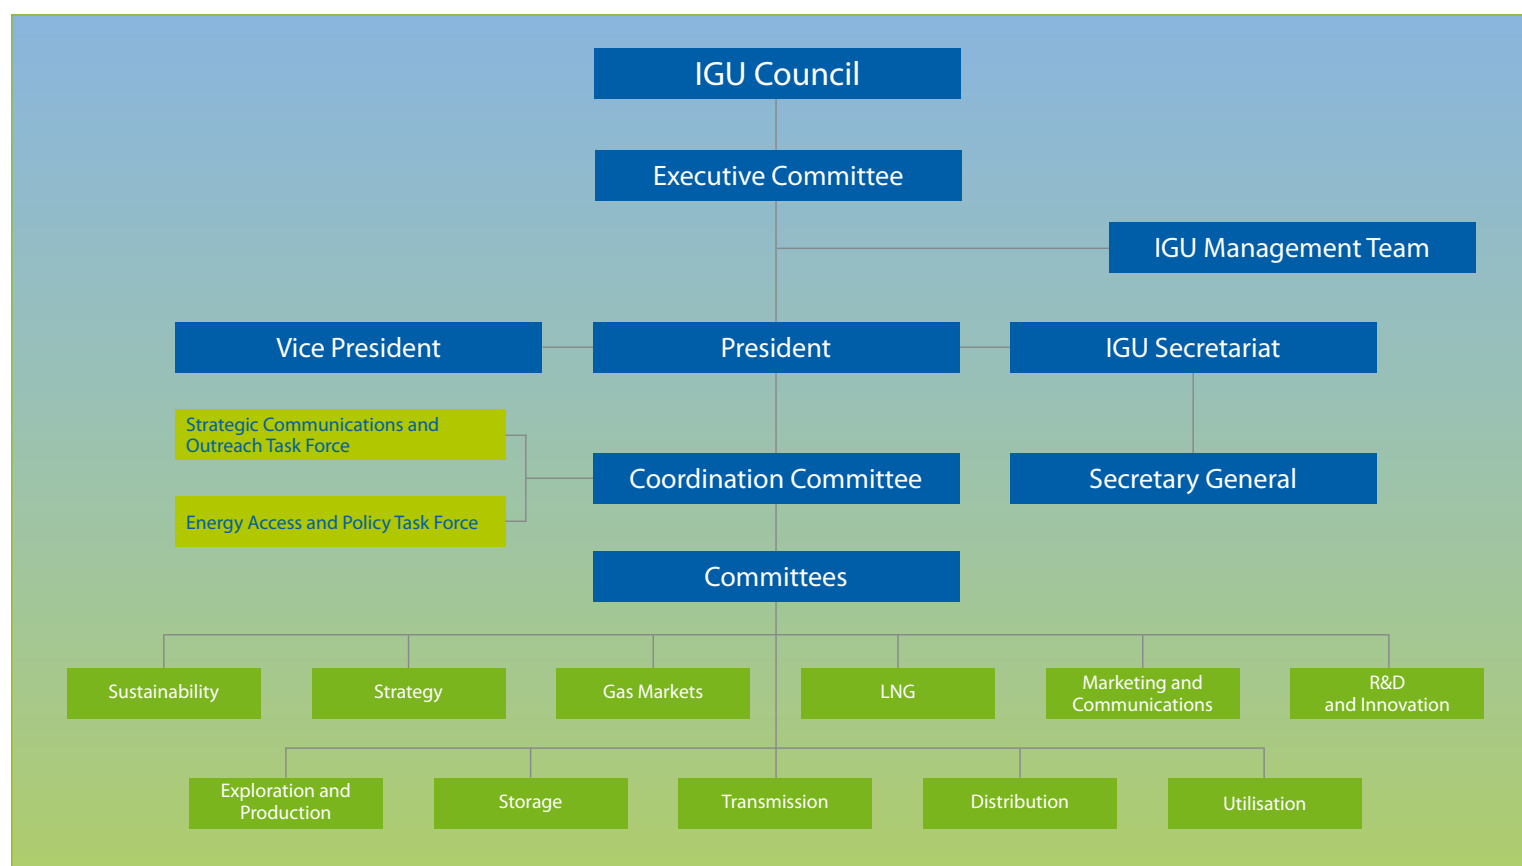 IGU Council
Executive Committee
IGU Management Team
Vice President
President
IGU Secretariat
Strategic Communications and
Outreach Task Force
Coordination Committee
Secretary General
Energy Access and Policy Task Force
Committees
Sustainability
Strategy
Gas Markets
LNG
Marketing and
Communications
R&D
and Innovation
Exploration and
Production
Storage
Transmission
Distribution
Utilisation